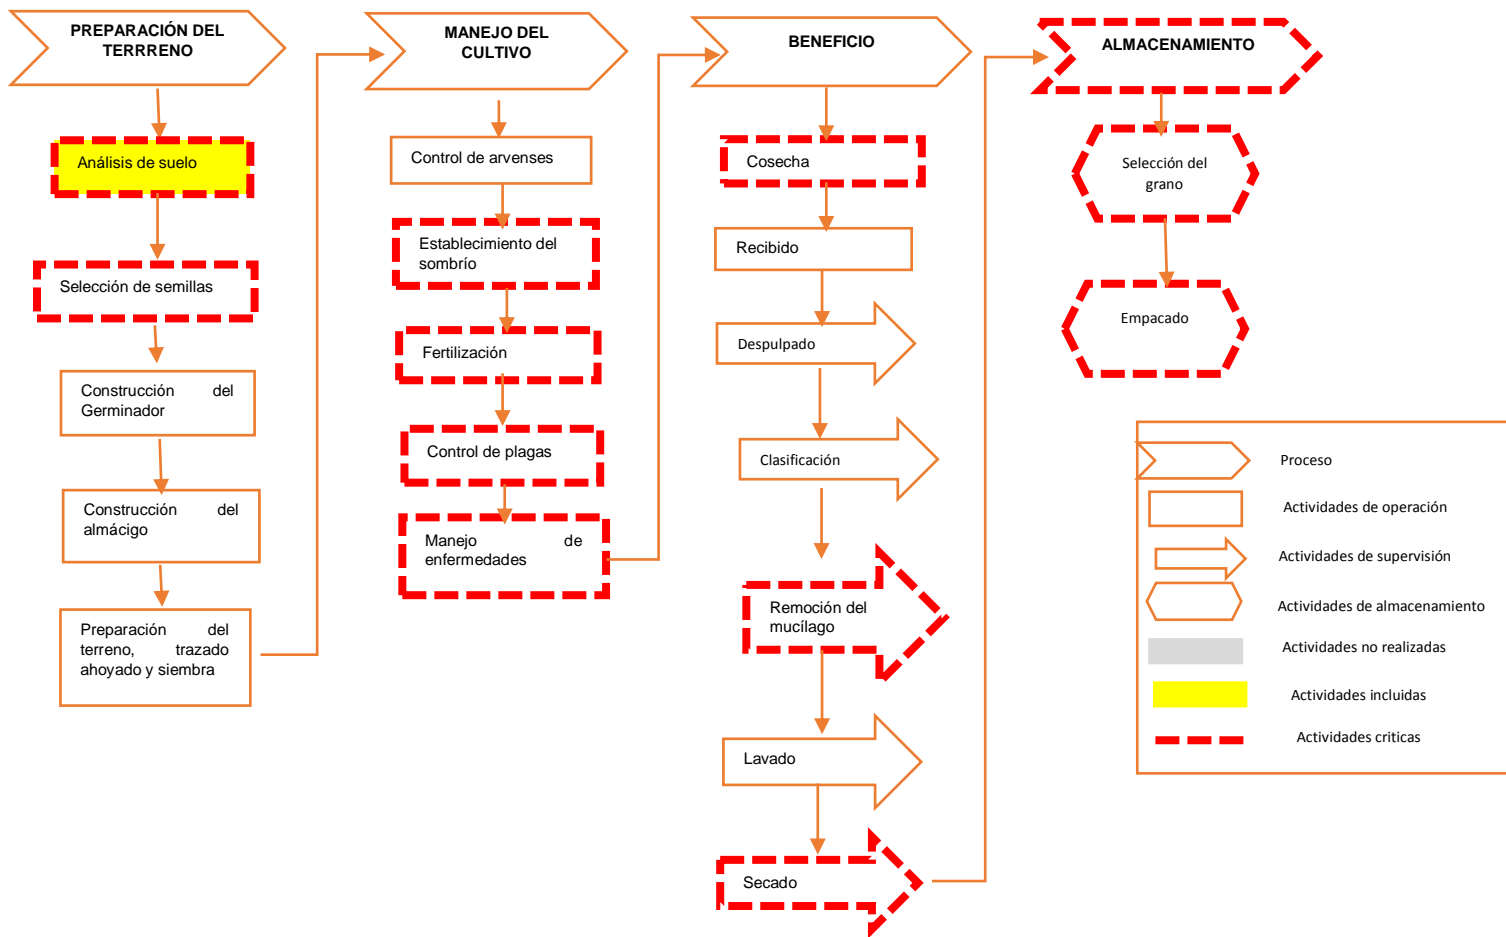 PREPARACIÓN DEL
TERRRENO
Análisis de suelo
Selección de semillas
Construcción del
Germinador
Construcción del
almácigo
Preparación del
terreno, trazado
ahoyado y siembra
MANEJO DEL
CULTIVO
Control de arvenses
Establecimiento del
sombrío
Fertilización
Control de plagas
Manejo de
enfermedades
BENEFICIO
Cosecha
Recibido
Despulpado
Clasificación
Remoción del
mucílago
Lavado
Secado
ALMACENAMIENTO
Selección del
grano
Empacado
Proceso
Actividades de operación
Actividades de supervisión
Actividades de almacenamiento
Actividades no realizadas
Actividades incluidas
Actividades criticas